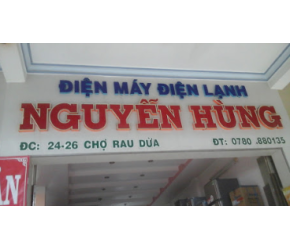 ĐIỆN MÁY ĐIỆN LẠNH
NGUYỄN HÙNG
ĐC: 24-26 CHỢ RAU DỪA ĐT: 0780 .880135